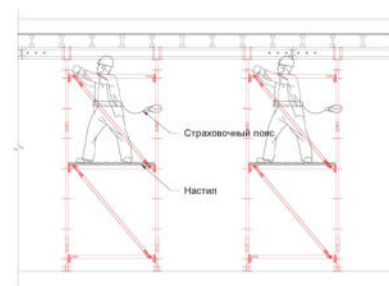 Страховочный пояс
Настил